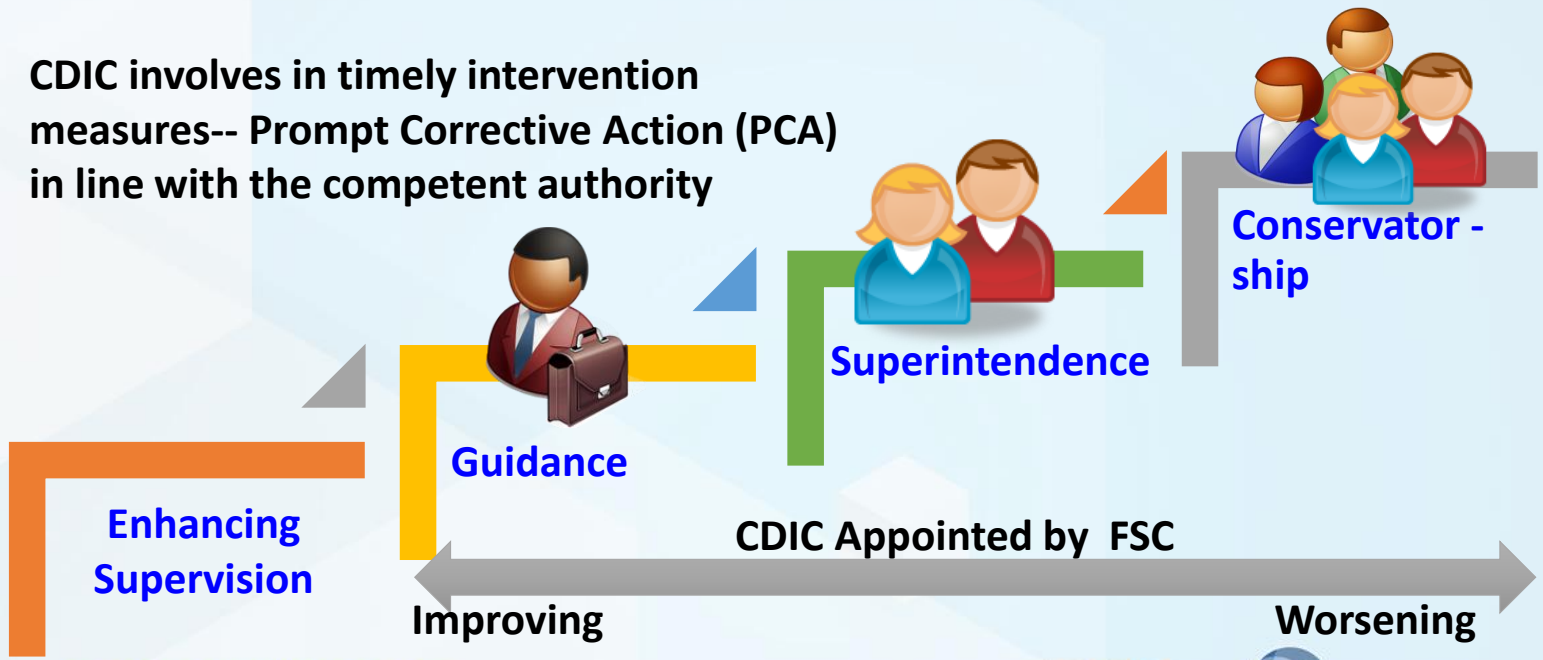 CDIC involves in timely intervention
measures-- Prompt Corrective Action (PCA)
in line with the competent authority
Conservator -
ship
Superintendence
Guidance
Enhancing
Supervision
CDIC Appointed by FSC
Improving
Worsening